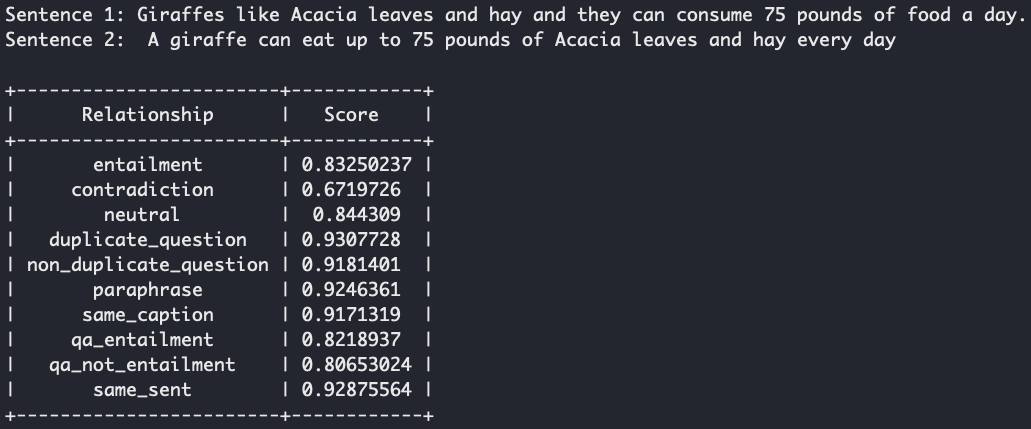 Sentence 1: Giraffes like Acacia leaves and hay and they can consume 75 pounds of food a day.
Sentence 2:  A giraffe can eat up to 75 pounds of Acacia leaves and hay every day
+------------------------+------------+
|      Relationship      |   Score    |
+------------------------+------------+
|       entailment       | 0.83250237 |
|     contradiction      | 0.6719726  |
|        neutral         |  0.844309  |
|   duplicate_question   | 0.9307728  |
| non_duplicate_question | 0.9181401  |
|       paraphrase       | 0.9246361  |
|      same_caption      | 0.9171319  |
|     qa_entailment      | 0.8218937  |
|   qa_not_entailment    | 0.80653024 |
|       same_sent        | 0.92875564 |
+------------------------+------------+